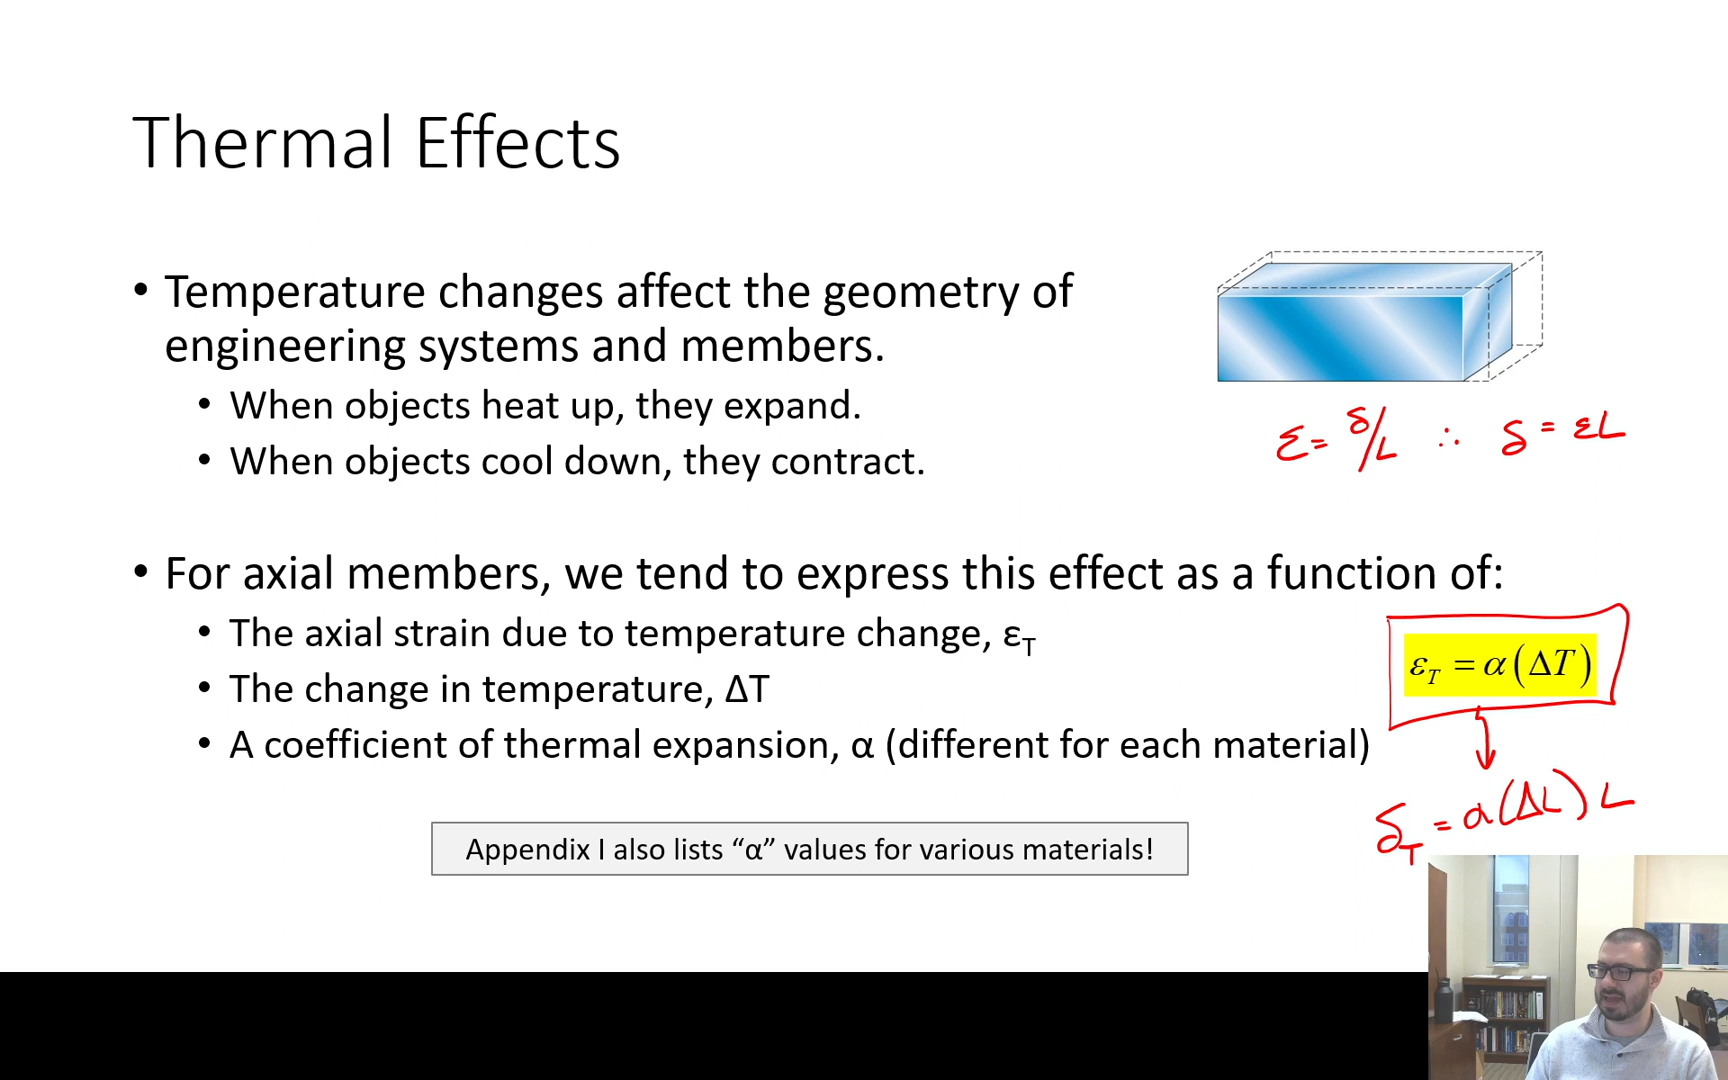 Thermal Effects
• Temperature changes affect the geometry of
engineering systems and members.
• When objects heat up, they expand.
• When objects cool down, they contract.
ε = δ/L ∴ δ = εL
• For axial members, we tend to express this effect as a function of:
• The axial strain due to temperature change, εT
εT = α(ΔT)
• The change in temperature, ΔT
• A coefficient of thermal expansion, α (different for each material)
δT = α(ΔL)L
Appendix I also lists “α” values for various materials!